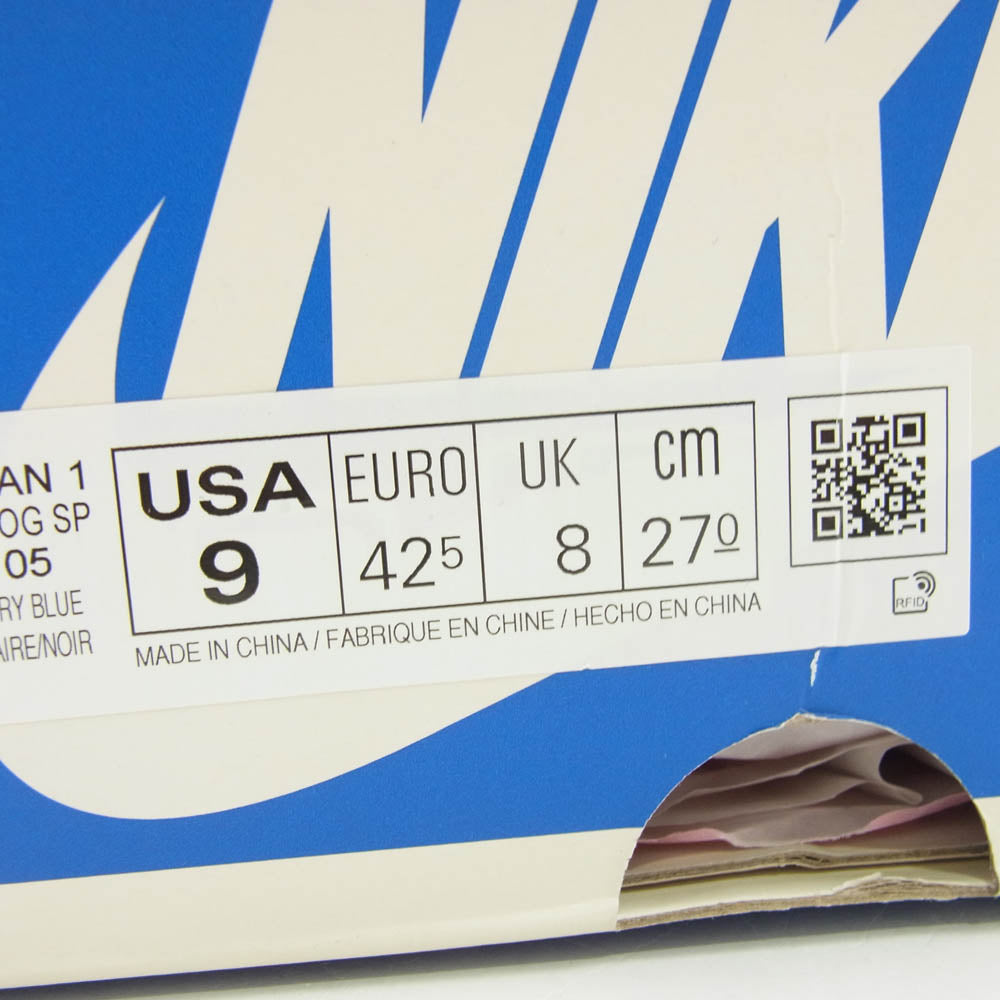 NIK
AN 1
OG SP
05
RY BLUE
AIRE/NOIR
USA EURO UK cm
9 42 5 8 27 0
MADE IN CHINA / FABRIQUE EN CHINE / HECHO EN CHINA
RFID